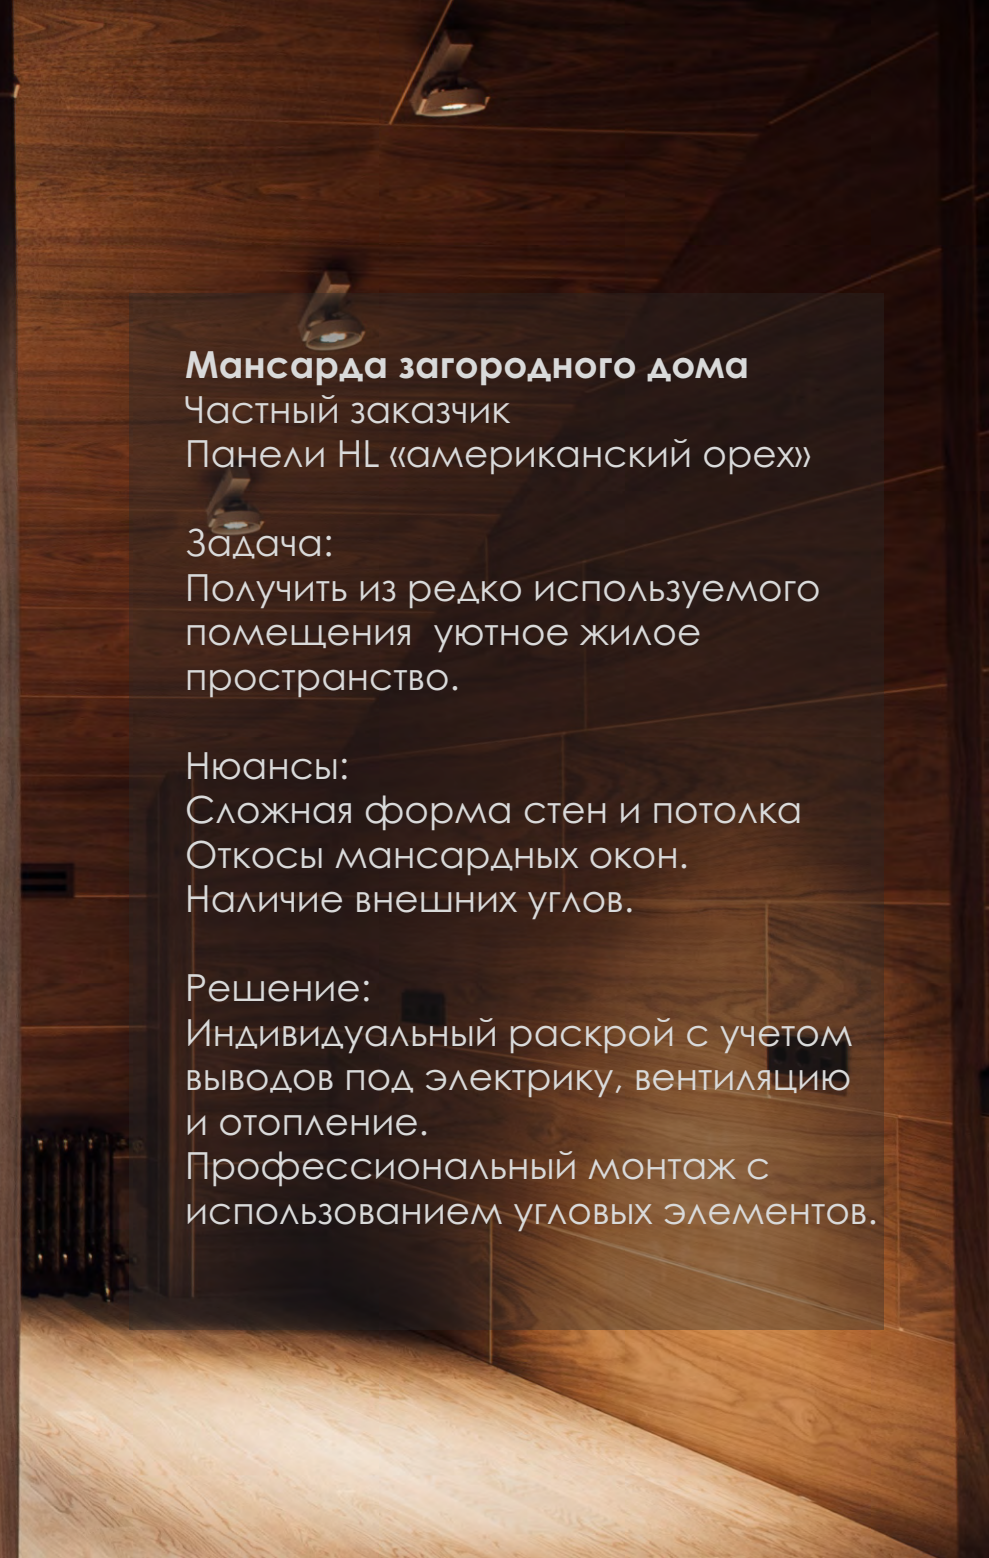 Мансарда загородного дома
Частный заказчик
Панели HL «американский орех»
Задача:
Получить из редко используемого
помещения уютное жилое
пространство.
Нюансы:
Сложная форма стен и потолка
Откосы мансардных окон.
Наличие внешних углов.
Решение:
Индивидуальный раскрой с учетом
выводов под электрику, вентиляцию
и отопление.
Профессиональный монтаж с
использованием угловых элементов.